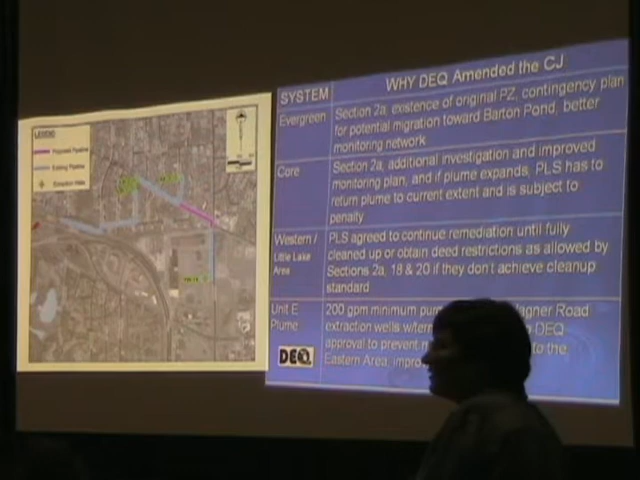 LEGEND
Proposed Pipeline
Existing Pipeline
Extraction Wells
WHY DEQ Amended the CJ
SYSTEM
Evergreen
Section 2a, existence of original PZ, contingency plan
for potential migration toward Barton Pond, better
monitoring network
Core
Section 2a, additional investigation and improved
monitoring plan, and if plume expands, PLS has to
return plume to current extent and is subject to
penalty
Western /
Little Lake
Area
PLS agreed to continue remediation until fully
cleaned up or obtain deed restrictions as allowed by
Sections 2a, 18 & 20 if they don't achieve cleanup
standard
Unit E
Plume
200 gpm minimum Wagner Road
extraction wells DEQ
approval to prevent to the
Eastern Area,
DEQ